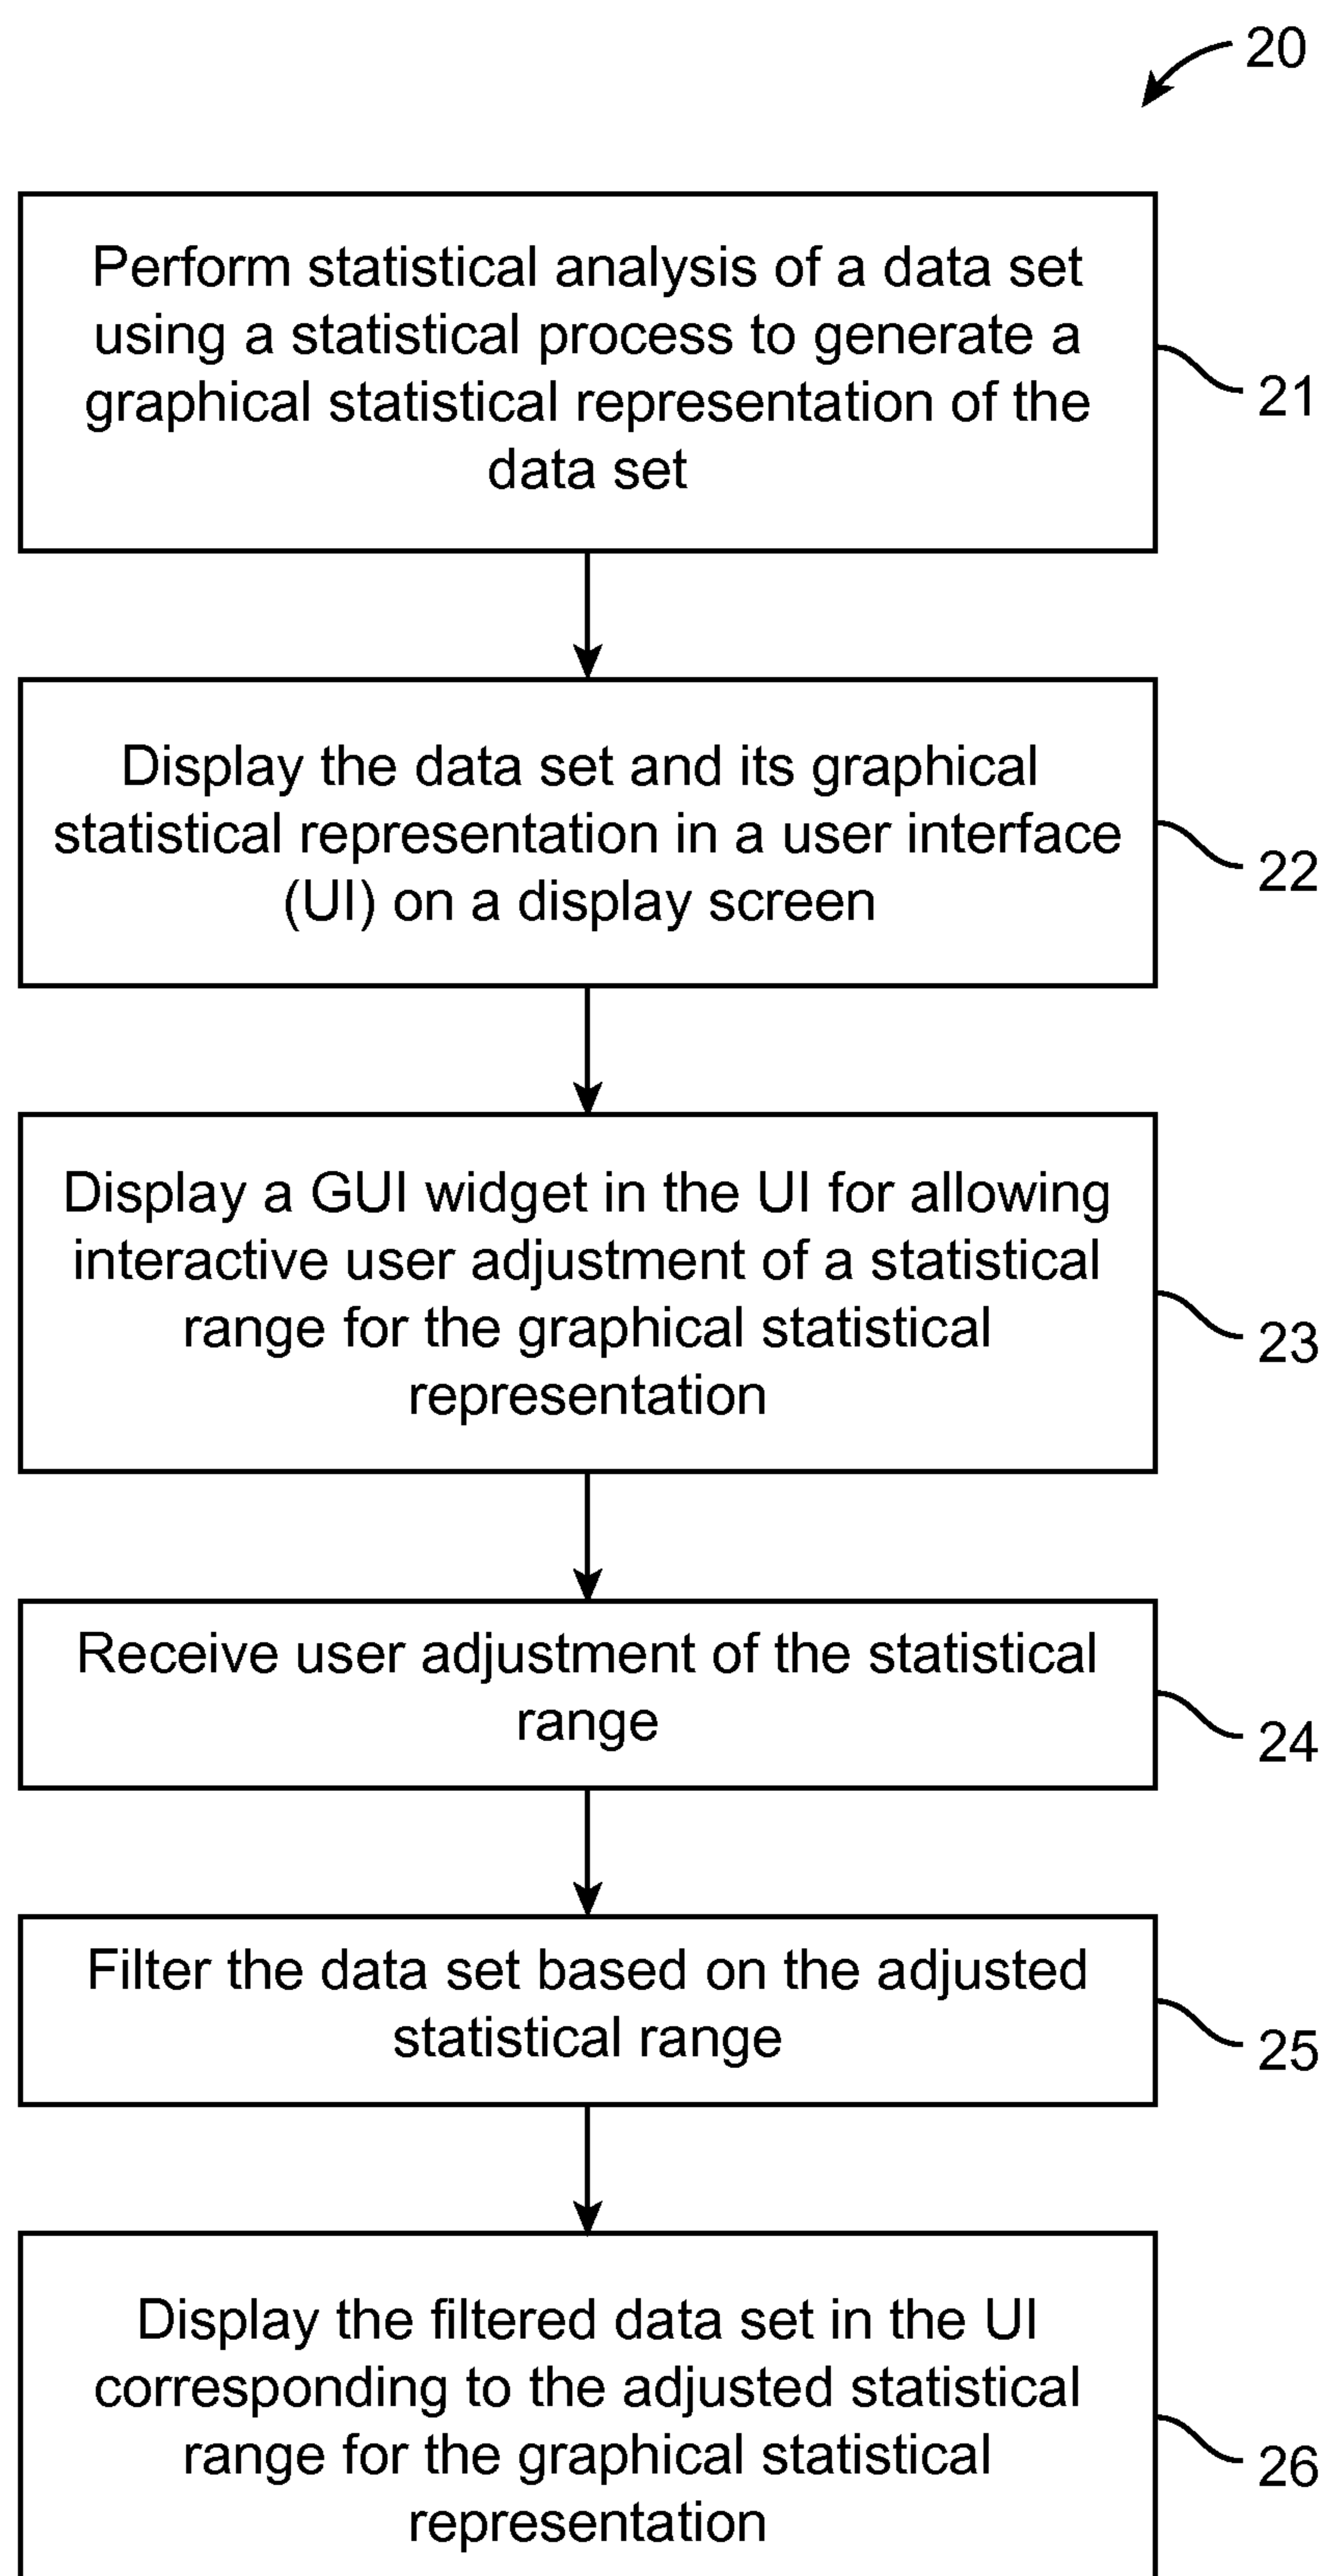 20
Perform statistical analysis of a data set
using a statistical process to generate a
graphical statistical representation of the
data set
21
Display the data set and its graphical
statistical representation in a user interface
(UI) on a display screen
22
Display a GUI widget in the UI for allowing
interactive user adjustment of a statistical
range for the graphical statistical
representation
23
Receive user adjustment of the statistical
range
24
Filter the data set based on the adjusted
statistical range
25
Display the filtered data set in the UI
corresponding to the adjusted statistical
range for the graphical statistical
representation
26